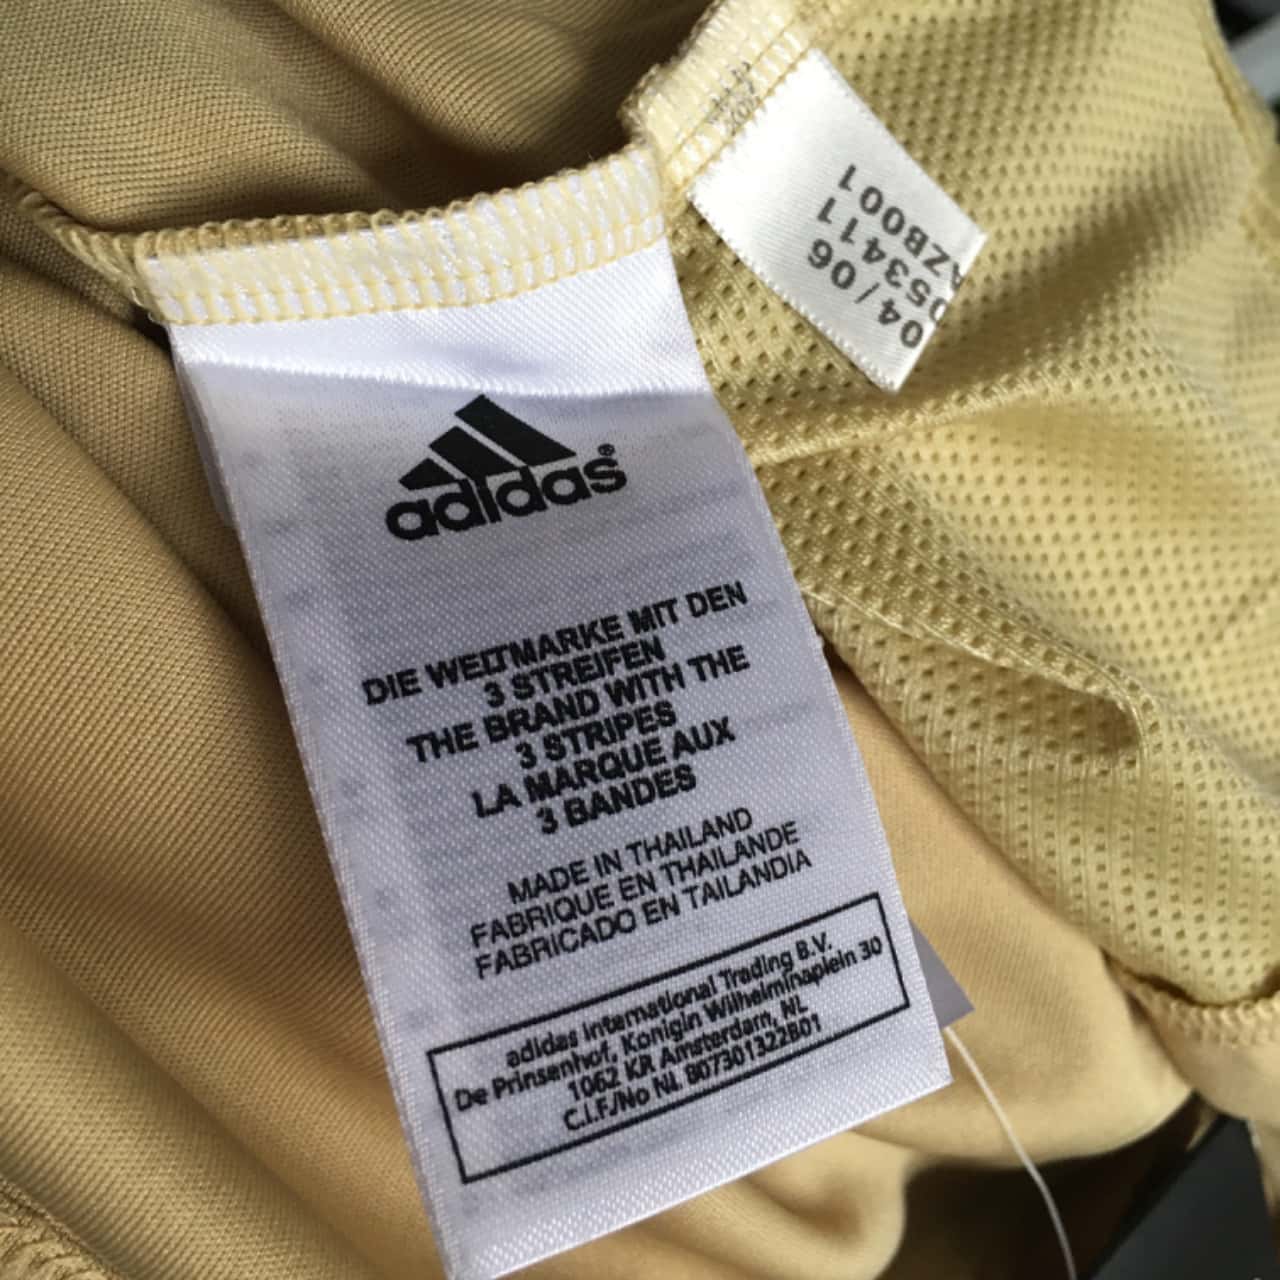 adidas®
DIE WELTMARKE MIT DEN
3 STREIFEN
THE BRAND WITH THE
3 STRIPES
LA MARQUE AUX
3 BANDES
MADE IN THAILAND
FABRIQUE EN THAILANDE
FABRICADO EN TAILANDIA
adidas International Trading B.V.
De Prinsenhof, Konigin Wilhelminaplein 30
1062 KR Amsterdam, NL
C.I.F./No NL 807301322B01
04/06
053411
AZB001